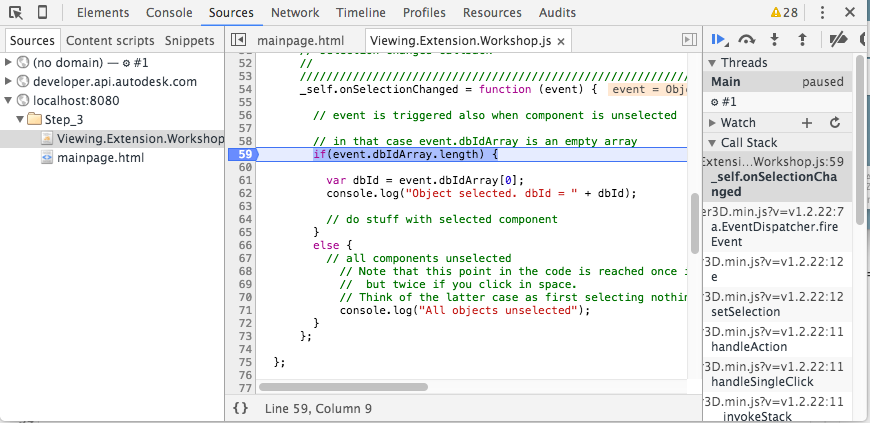 Elements Console Sources Network Timeline Profiles Resources Audits 28
Sources Content scripts Snippets
mainpage.html Viewing.Extension.Workshop.js ×
(no domain) — #1
developer.api.autodesk.com
localhost:8080
Step_3
Viewing.Extension.Workshop
mainpage.html
52 //
53 ////////////////////////////////////////////////////////////
54 _self.onSelectionChanged = function (event) { event = Obje
55
56 // event is triggered also when component is unselected
57
58 // in that case event.dbIdArray is an empty array
59 if(event.dbIdArray.length) {
60
61 var dbId = event.dbIdArray[0];
62 console.log("Object selected. dbId = " + dbId);
63
64 // do stuff with selected component
65 }
66 else {
67 // all components unselected
68 // Note that this point in the code is reached once i
69 // but twice if you click in space.
70 // Think of the latter case as first selecting nothin
71 console.log("All objects unselected");
72 }
73 };
74
75 };
76
77
{} Line 59, Column 9
Threads
Main paused
#1
Watch
Call Stack
Extensi…Workshop.js:59
_self.onSelectionCha
nged
er3D.min.js?v=v1.2.22:7
a.EventDispatcher.fire
Event
r3D.min.js?v=v1.2.22:12
e
r3D.min.js?v=v1.2.22:12
setSelection
r3D.min.js?v=v1.2.22:11
handleAction
r3D.min.js?v=v1.2.22:11
handleSingleClick
r3D.min.js?v=v1.2.22:11
invokeStack